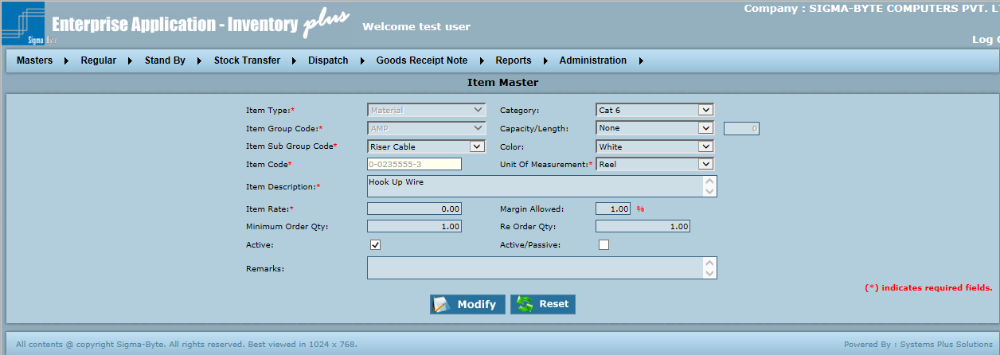 Company : SIGMA-BYTE COMPUTERS PVT.
Enterprise Application - Inventory plus
Welcome test user
Sigma Byte
Log
Masters Regular Stand By Stock Transfer Dispatch Goods Receipt Note Reports Administration
Item Master
Item Type:* Material Category: Cat 6
Item Group Code:* AMP Capacity/Length: None 0
Item Sub Group Code* Riser Cable Color: White
Item Code* 0-0235555-3 Unit Of Measurement:* Reel
Item Description:* Hook Up Wire
Item Rate:* 0.00 Margin Allowed: 1.00 %
Minimum Order Qty: 1.00 Re Order Qty: 1.00
Active: Active/Passive:
Remarks:
(*) indicates required fields.
Modify Reset
All contents @ copyright Sigma-Byte. All rights reserved. Best viewed in 1024 x 768. Powered By : Systems Plus Solutions